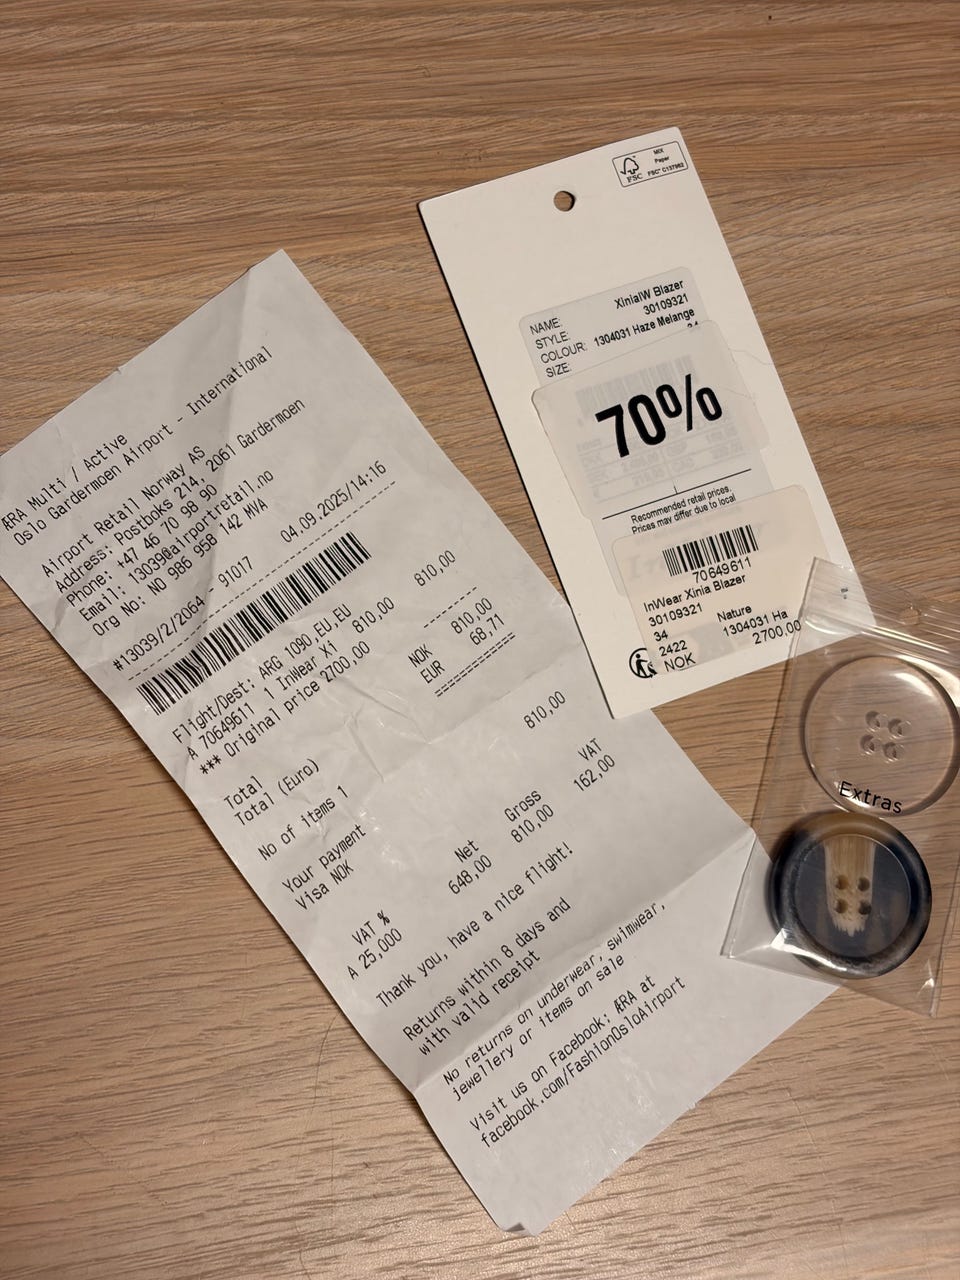 ÆRA Multi / Active
Oslo Gardermoen Airport - International
Airport Retail Norway AS
Address: Postboks 214, 2061 Gardermoen
Phone: +47 46 70 98 90
Email: 13039@airportretail.no
Org No: NO 986 958 142 MVA
#13039/2/2064 91017 04.09.2025/14:16
Flight/Dest: ARG 1090,EU,EU
A 70649611 1 InWear X1 810,00 810,00
*** Original price 2700,00
Total NOK 810,00
Total (Euro) EUR 68,71
No of items 1
Your payment
Visa NOK 810,00
VAT % Net Gross VAT
A 25,000 648,00 810,00 162,00
Thank you, have a nice flight!
Returns within 8 days and
with valid receipt
No returns on underwear, swimwear,
jewellery or items on sale
Visit us on Facebook: ÆRA at
facebook.com/FashionOsloAirport
FSC
MIX
Paper
FSC® C137982
NAME: XiniaIW Blazer
STYLE: 30109321
COLOUR: 1304031 Haze Melange
SIZE: 34
70%
Recommended retail prices.
Prices may differ due to local
70649611
InWear Xinia Blazer
30109321
34 Nature
2422 1304031 Ha
NOK 2700,00
Extras